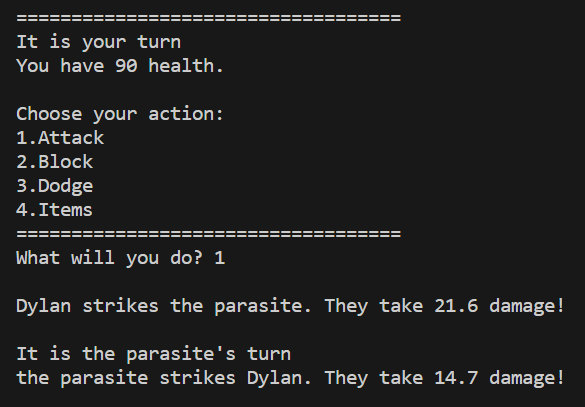 ===================================
It is your turn
You have 90 health.

Choose your action:
1.Attack
2.Block
3.Dodge
4.Items
===================================
What will you do? 1

Dylan strikes the parasite. They take 21.6 damage!

It is the parasite's turn
the parasite strikes Dylan. They take 14.7 damage!